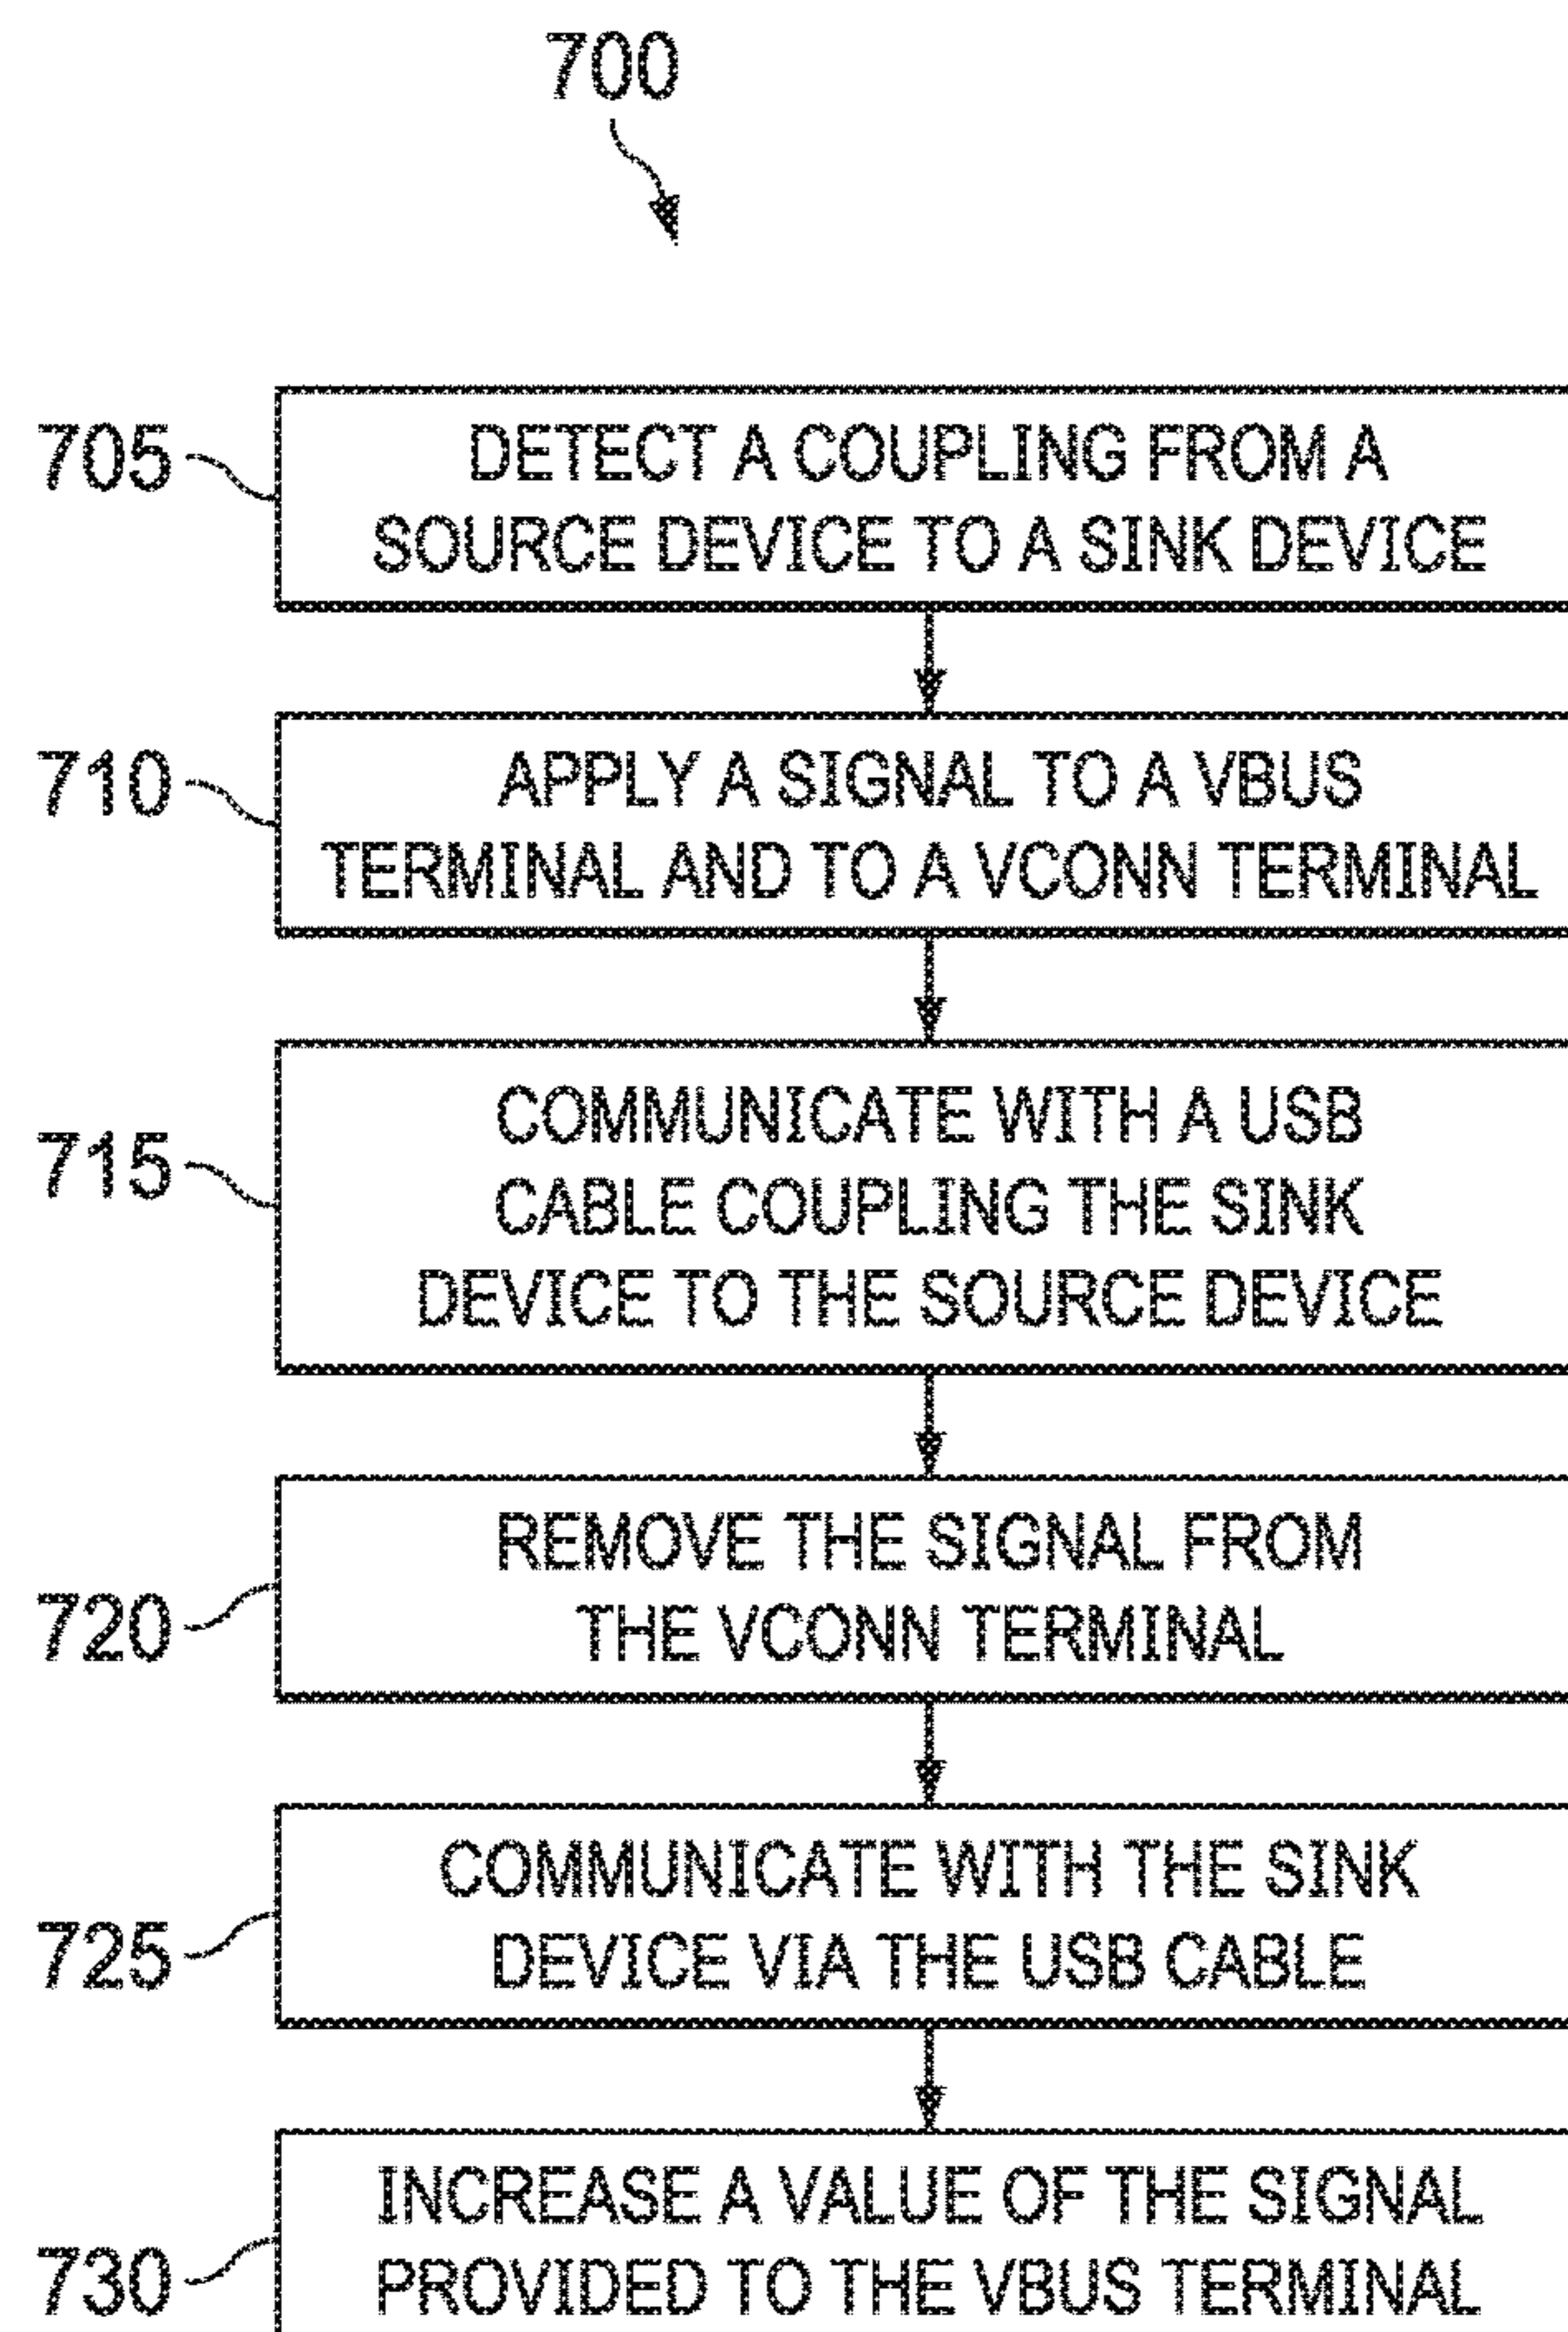 700
705
DETECT A COUPLING FROM A
SOURCE DEVICE TO A SINK DEVICE
710
APPLY A SIGNAL TO A VBUS
TERMINAL AND TO A VCONN TERMINAL
715
COMMUNICATE WITH A USB
CABLE COUPLING THE SINK
DEVICE TO THE SOURCE DEVICE
720
REMOVE THE SIGNAL FROM
THE VCONN TERMINAL
725
COMMUNICATE WITH THE SINK
DEVICE VIA THE USB CABLE
730
INCREASE A VALUE OF THE SIGNAL
PROVIDED TO THE VBUS TERMINAL